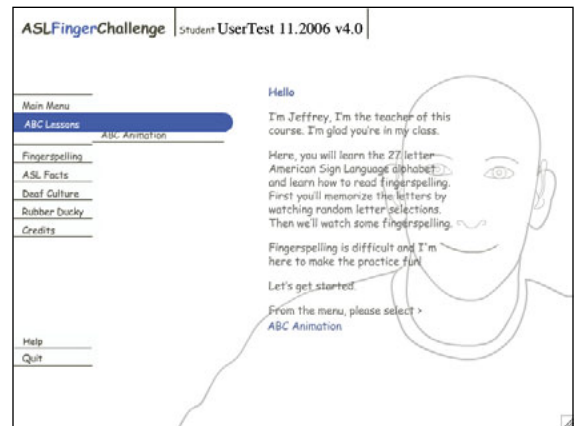 ASLFingerChallenge Student UserTest 11.2006 v4.0
Main Menu
ABC Lessons
ABC Animation
Fingerspelling
ASL Facts
Deaf Culture
Rubber Ducky
Credits
Help
Quit
Hello
I'm Jeffrey, I'm the teacher of this
course. I'm glad you're in my class.
Here, you will learn the 27 letter
American Sign Language alphabet
and learn how to read fingerspelling.
First you'll memorize the letters by
watching random letter selections.
Then we'll watch some fingerspelling.
Fingerspelling is difficult and I'm
here to make the practice fun!
Let's get started.
From the menu, please select >
ABC Animation